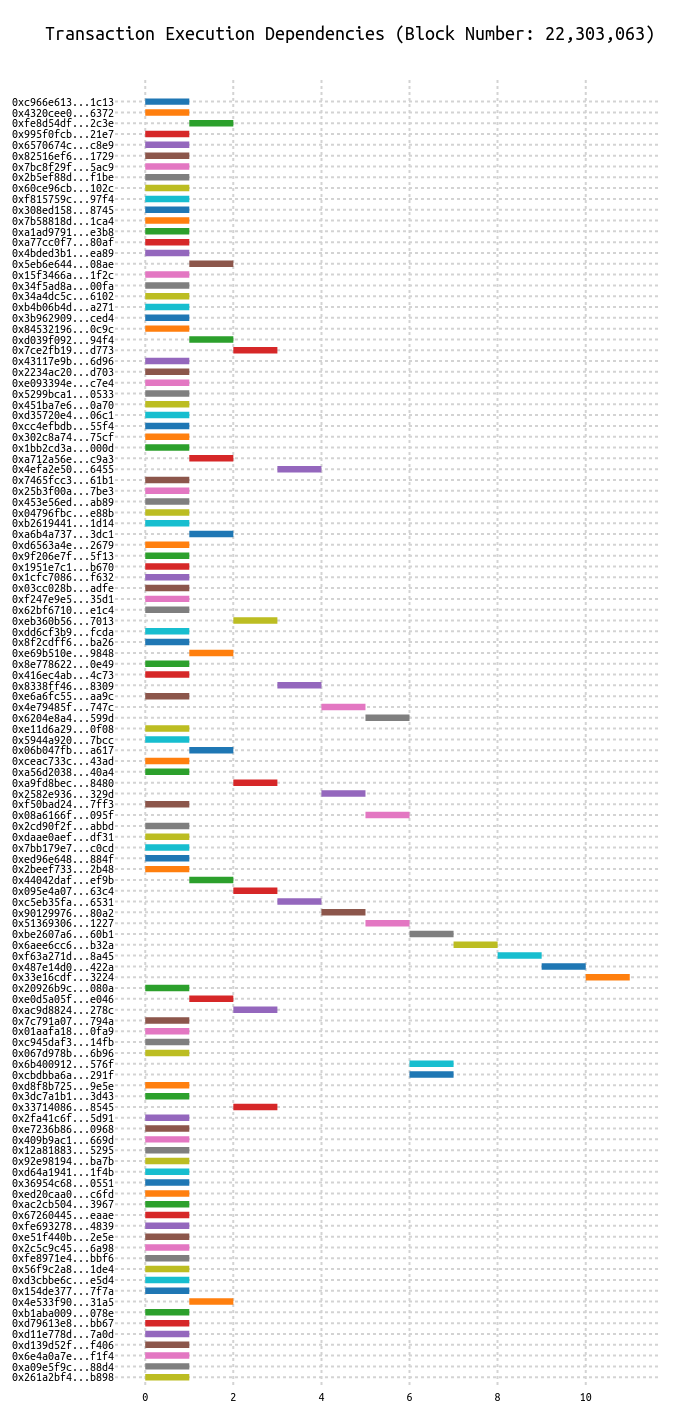 Transaction Execution Dependencies (Block Number: 22,303,063)
0xc966e613...1c13
0x4320cee0...6372
0xfe8d54df...2c3e
0x995f0fcb...21e7
0x6570674c...c8e9
0x82516ef6...1729
0x7bc8f29f...5ac9
0x2b5ef88d...f1be
0x60ce96cb...102c
0xf815759c...97f4
0x308ed158...8745
0x7b58818d...1ca4
0xa1ad9791...e3b8
0xa77cc0f7...80af
0x4bded3b1...ea89
0x5eb6e644...08ae
0x15f3466a...1f2c
0x34f5ad8a...00fa
0x34a4dc5c...6102
0xb4b06b4d...a271
0x3b962909...ced4
0x84532196...0c9c
0xd039f092...94f4
0x7ce2fb19...d773
0x43117e9b...6d96
0x2234ac20...d703
0xe093394e...c7e4
0x5299bca1...0533
0x451ba7e6...0a70
0xd35720e4...06c1
0xcc4efbdb...55f4
0x302c8a74...75cf
0x1bb2cd3a...000d
0xa712a56e...c9a3
0x4efa2e50...6455
0x7465fcc3...61b1
0x25b3f00a...7be3
0x453e56ed...ab89
0x04796fbc...e88b
0xb2619441...1d14
0xa6b4a737...3dc1
0xd6563a4e...2679
0x9f206e7f...5f13
0x1951e7c1...b670
0x1cfc7086...f632
0x03cc028b...adfe
0xf247e9e5...35d1
0x62bf6710...e1c4
0xeb360b56...7013
0xdd6cf3b9...fcda
0x8f2cdff6...ba26
0xe69b510e...9848
0x8e778622...0e49
0x416ec4ab...4c73
0x8338ff46...8309
0xe6a6fc55...aa9c
0x4e79485f...747c
0x6204e8a4...599d
0xe11d6a29...0f08
0x5944a920...7bcc
0x06b047fb...a617
0xceac733c...43ad
0xa56d2038...40a4
0xa9fd8bec...8480
0x2582e936...329d
0xf50bad24...7ff3
0x08a6166f...095f
0x2cd90f2f...abbd
0xdaae0aef...df31
0x7bb179e7...c0cd
0xed96e648...884f
0x2beef733...2b48
0x44042daf...ef9b
0x095e4a07...63c4
0xc5eb35fa...6531
0x90129976...80a2
0x51369306...1227
0xbe2607a6...60b1
0x6aee6cc6...b32a
0xf63a271d...8a45
0x487e14d0...422a
0x33e16cdf...3224
0x20926b9c...080a
0xe0d5a05f...e046
0xac9d8824...278c
0x7c791a07...794a
0x01aafa18...0fa9
0xc945daf3...14fb
0x067d978b...6b96
0x6b400912...576f
0xcbdbba6a...291f
0xd8f8b725...9e5e
0x3dc7a1b1...3d43
0x33714086...8545
0x2fa41c6f...5d91
0xe7236b86...0968
0x409b9ac1...669d
0x12a81883...5295
0x92e98194...ba7b
0xd64a1941...1f4b
0x36954c68...0551
0xed20caa0...c6fd
0xac2cb504...3967
0x67260445...eaae
0xfe693278...4839
0xe51f440b...2e5e
0x2c5c9c45...6a98
0xfe8971e4...bbf6
0x56f9c2a8...1de4
0xd3cbbe6c...e5d4
0x154de377...7f7a
0x4e533f90...31a5
0xb1aba009...078e
0xd79613e8...bb67
0xd11e778d...7a0d
0xd139d52f...f406
0x6e4a0a7e...f1f4
0xa09e5f9c...88d4
0x261a2bf4...b898
0 2 4 6 8 10